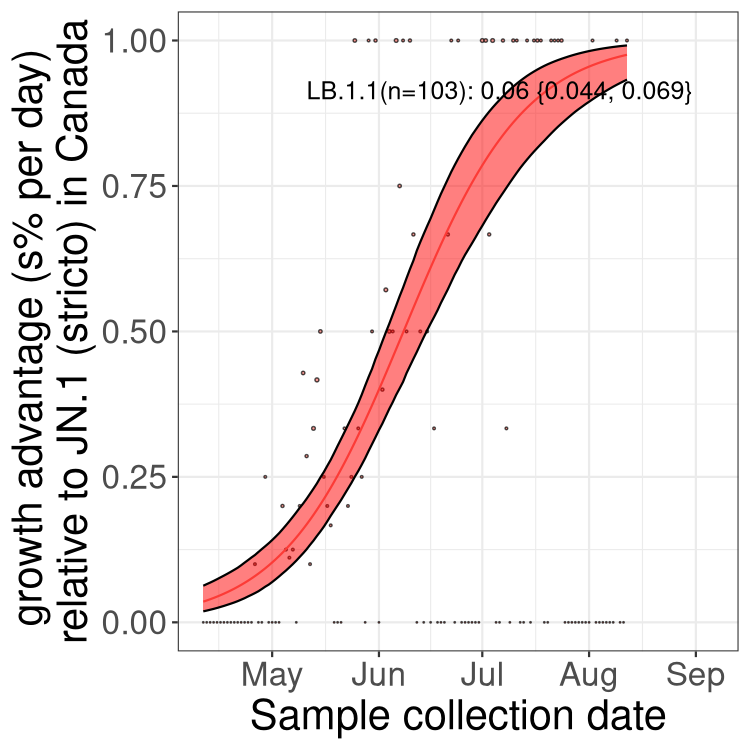 growth advantage (s% per day)
relative to JN.1 (stricto) in Canada
1.00
0.75
0.50
0.25
0.00
LB.1.1(n=103): 0.06 {0.044, 0.069}
May Jun Jul Aug Sep
Sample collection date